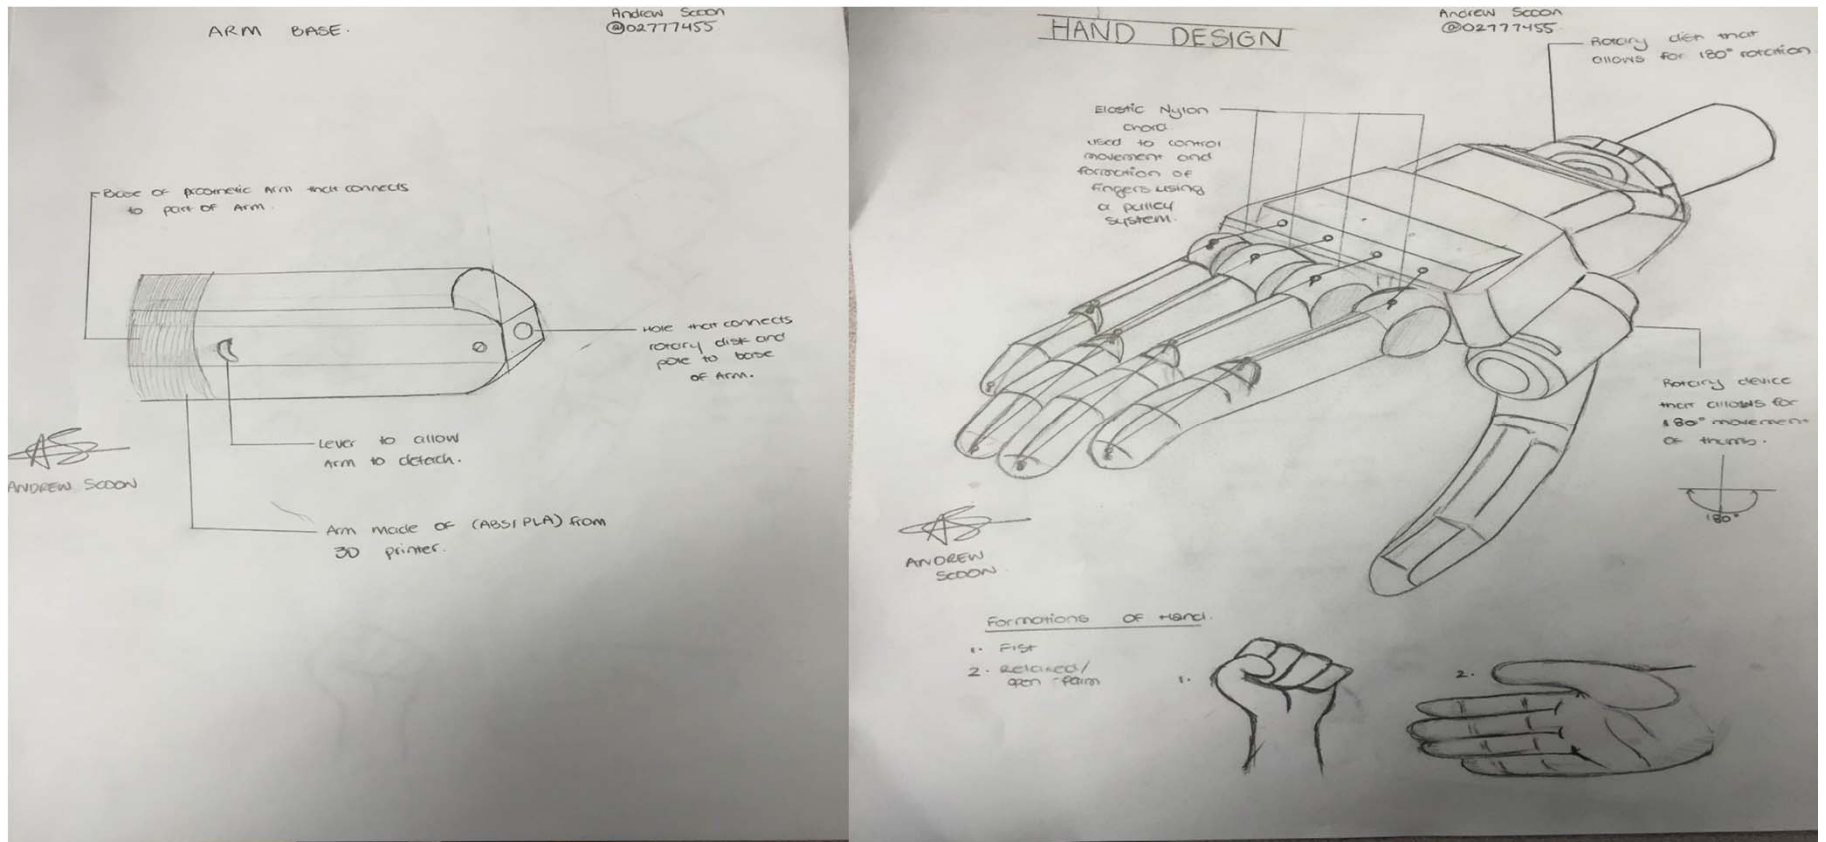 ARM BASE.
Andrew Scoon
@02777455
Base of prosmetic Arm that connects
to part of Arm.
Hole that connects
rotary disk and
pole to base
of Arm.
Lever to allow
Arm to detach.
ANDREW SCOON
Arm made of (ABS/PLA) from
3D printer.
HAND DESIGN
Andrew Scoon
@02777455
Rotary disk that
allows for 180° rotation
Elastic Nylon
chord
used to control
movement and
formation of
fingers using
a pulley
system.
Rotary device
that allows for
180° movement
of thumb.
180°
ANDREW
SCOON
Formations of Hand.
1. Fist
2. Relaxed/
open palm
1.
2.